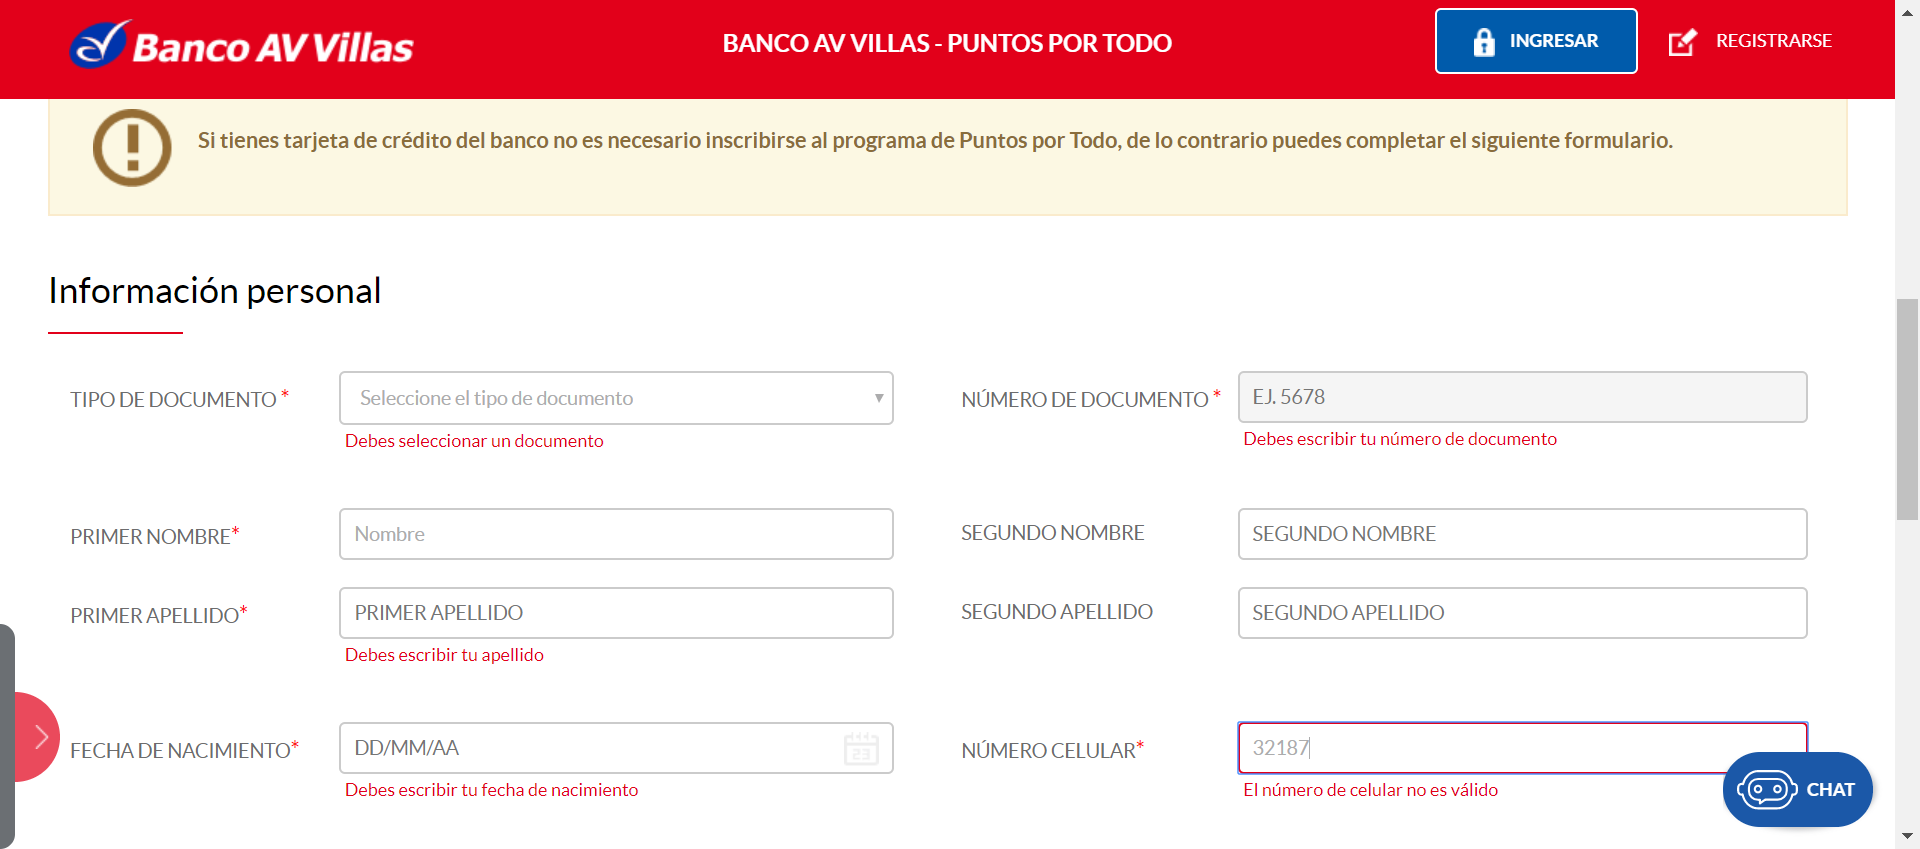 Banco AV Villas
BANCO AV VILLAS - PUNTOS POR TODO
INGRESAR
REGISTRARSE
Si tienes tarjeta de crédito del banco no es necesario inscribirse al programa de Puntos por Todo, de lo contrario puedes completar el siguiente formulario.
Información personal
TIPO DE DOCUMENTO *
Seleccione el tipo de documento
Debes seleccionar un documento
NÚMERO DE DOCUMENTO *
EJ. 5678
Debes escribir tu número de documento
PRIMER NOMBRE*
Nombre
SEGUNDO NOMBRE
SEGUNDO NOMBRE
PRIMER APELLIDO*
PRIMER APELLIDO
Debes escribir tu apellido
SEGUNDO APELLIDO
SEGUNDO APELLIDO
FECHA DE NACIMIENTO*
DD/MM/AA
23
Debes escribir tu fecha de nacimiento
NÚMERO CELULAR*
32187
El número de celular no es válido
CHAT